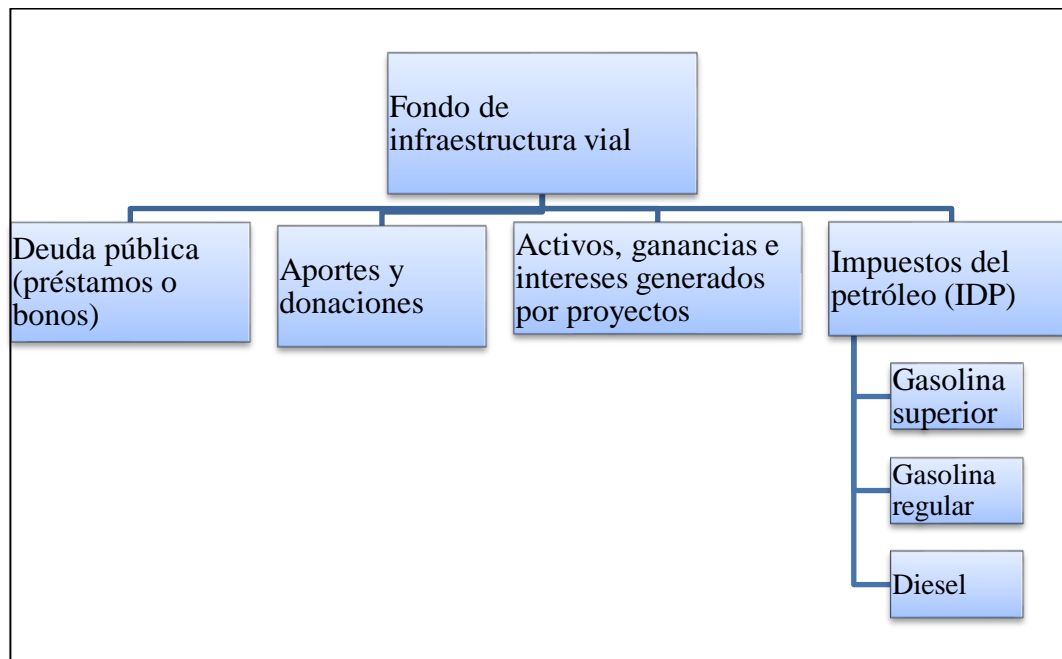 Fondo de
infraestructura vial
Deuda pública
(préstamos o
bonos)
Aportes y
donaciones
Activos, ganancias e
intereses generados
por proyectos
Impuestos del
petróleo (IDP)
Gasolina
superior
Gasolina
regular
Diesel